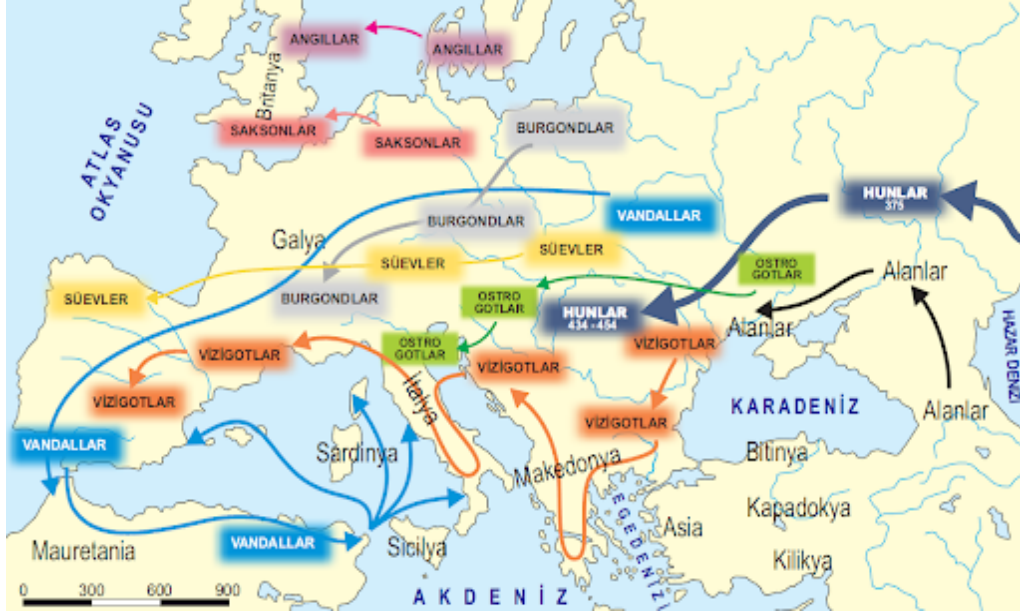 ANGILLAR
ANGILLAR
Britanya
SAKSONLAR
SAKSONLAR
BURGONDLAR
ATLAS
OKYANUSU
HUNLAR
375
VANDALLAR
BURGONDLAR
Galya
SÜEVLER
SÜEVLER
SÜEVLER
OSTRO
GOTLAR
Alanlar
BURGONDLAR
OSTRO
GOTLAR
HUNLAR
434 - 454
Alanlar
HAZAR DENİZİ
OSTRO
GOTLAR
VİZİGOTLAR
VİZİGOTLAR
VİZİGOTLAR
VİZİGOTLAR
İtalya
KARADENİZ
Alanlar
VİZİGOTLAR
VANDALLAR
Sardinya
Makedonya
Bitinya
EGEDENİZİ
Kapadokya
Asia
Mauretania
VANDALLAR
Sicilya
Kilikya
0 300 600 900
AKDENİZ